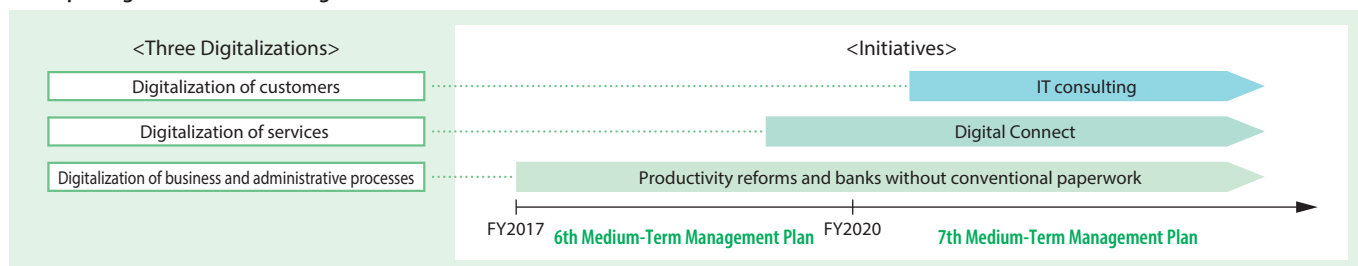 <Three Digitalizations>
<Initiatives>
Digitalization of customers
IT consulting
Digitalization of services
Digital Connect
Digitalization of business and administrative processes
Productivity reforms and banks without conventional paperwork
FY2017
6th Medium-Term Management Plan
FY2020
7th Medium-Term Management Plan